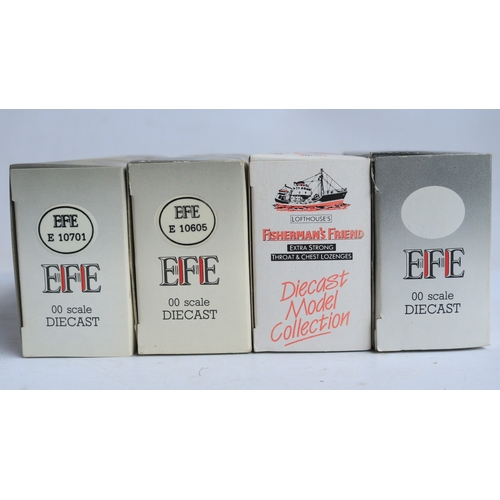 EFE
E 10701
EFE
00 scale
DIECAST
EFE
E 10605
EFE
00 scale
DIECAST
LOFTHOUSE'S
FISHERMAN'S FRIEND
EXTRA STRONG
THROAT & CHEST LOZENGES
Diecast
Model
Collection
EFE
00 scale
DIECAST